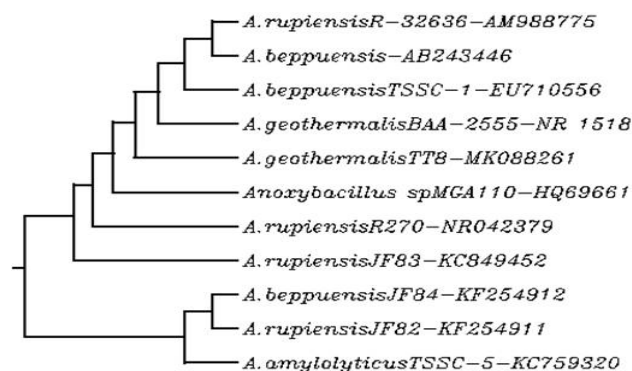 A.rupiensisR-32636-AM988775
A.beppuensis-AB243446
A.beppuensisTSSC-1-EU710556
A.geothermalisBAA-2555-NR 1518
A.geothermalisTT8-MK088261
Anoxybacillus spMGA110-HQ69661
A.rupiensisR270-NR042379
A.rupiensisJF83-KC849452
A.beppuensisJF84-KF254912
A.rupiensisJF82-KF254911
A.amylolyticusTSSC-5-KC759320